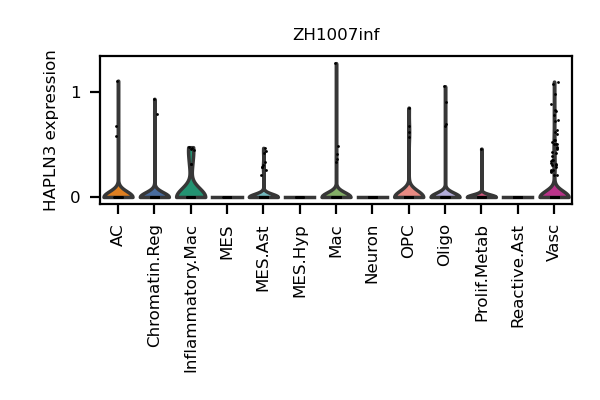 ZH1007inf
HAPLN3 expression
1
0
AC
Chromatin.Reg
Inflammatory.Mac
MES
MES.Ast
MES.Hyp
Mac
Neuron
OPC
Oligo
Prolif.Metab
Reactive.Ast
Vasc